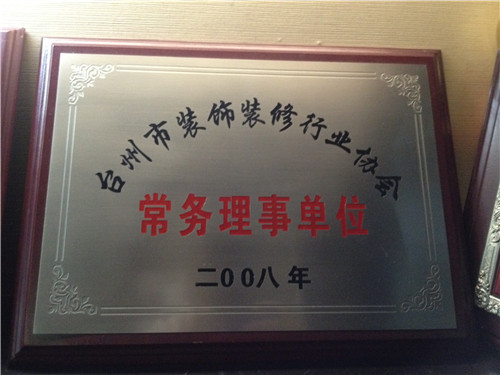 台州市装饰装修行业协会
常务理事单位
二00八年